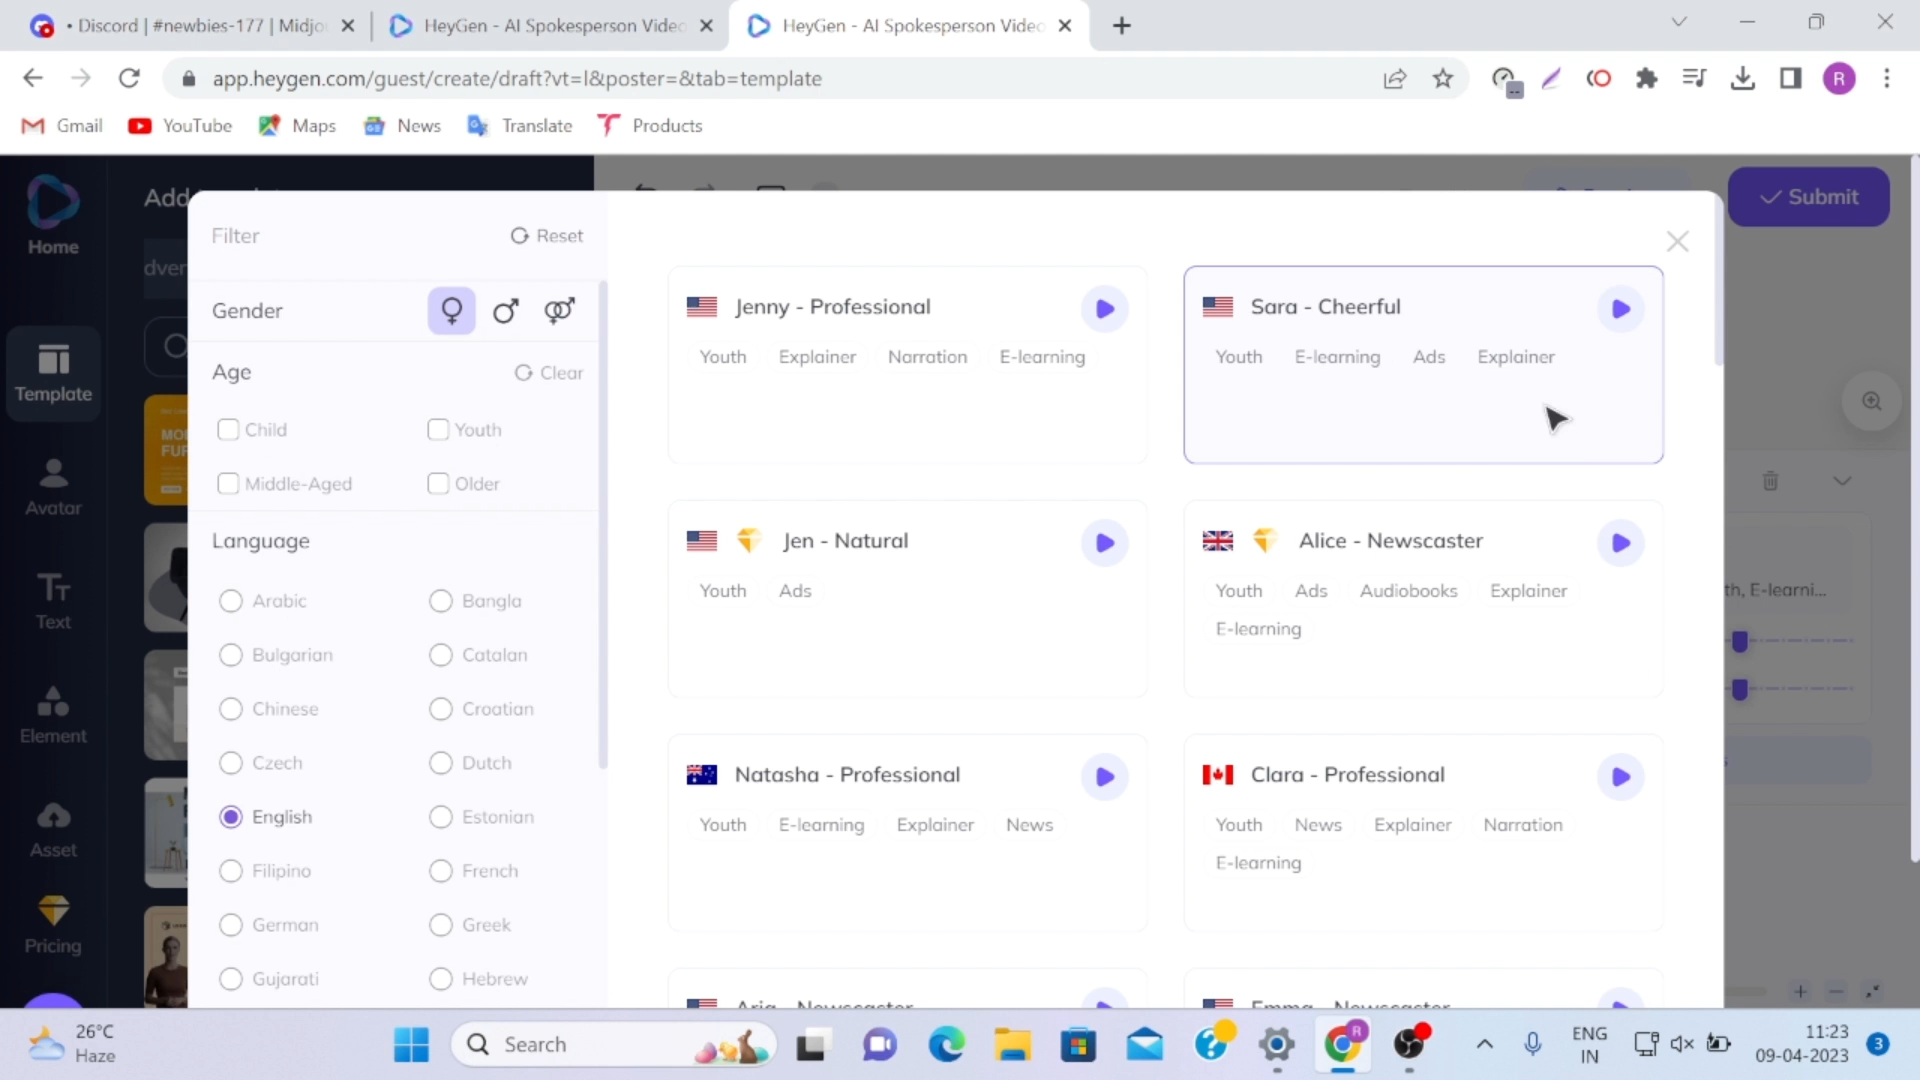 • Discord | #newbies-177 | Midjo
HeyGen - AI Spokesperson Video
HeyGen - AI Spokesperson Video
app.heygen.com/guest/create/draft?vt=l&poster=&tab=template
R
Gmail
YouTube
Maps
News
Translate
Products
Home
Add
Submit
Filter
Reset
dver
Gender
Jenny - Professional
Sara - Cheerful
Youth Explainer Narration E-learning
Youth E-learning Ads Explainer
Template
Age
Clear
Child
Youth
Middle-Aged
Older
Avatar
Language
Jen - Natural
Alice - Newscaster
Youth Ads
Youth Ads Audiobooks Explainer
E-learning
th, E-learni...
Text
Arabic
Bangla
Bulgarian
Catalan
Chinese
Croatian
Element
Czech
Dutch
Natasha - Professional
Clara - Professional
Youth E-learning Explainer News
Youth News Explainer Narration
E-learning
English
Estonian
Asset
Filipino
French
German
Greek
Pricing
Gujarati
Hebrew
Aria - Newscaster
Emma - Newscaster
26°C
Haze
Search
ENG
IN
11:23
09-04-2023
3